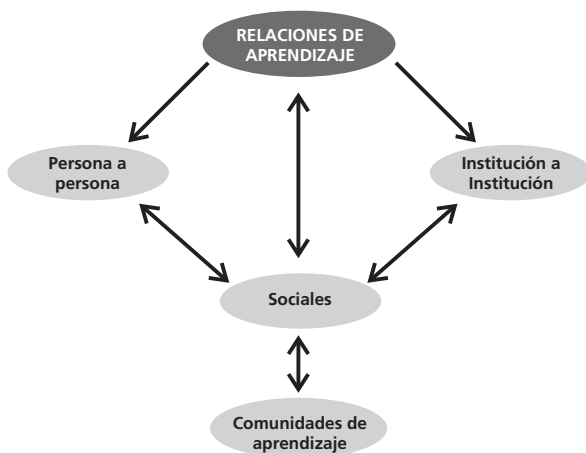 RELACIONES DE
APRENDIZAJE
Persona a
persona
Institución a
Institución
Sociales
Comunidades de
aprendizaje